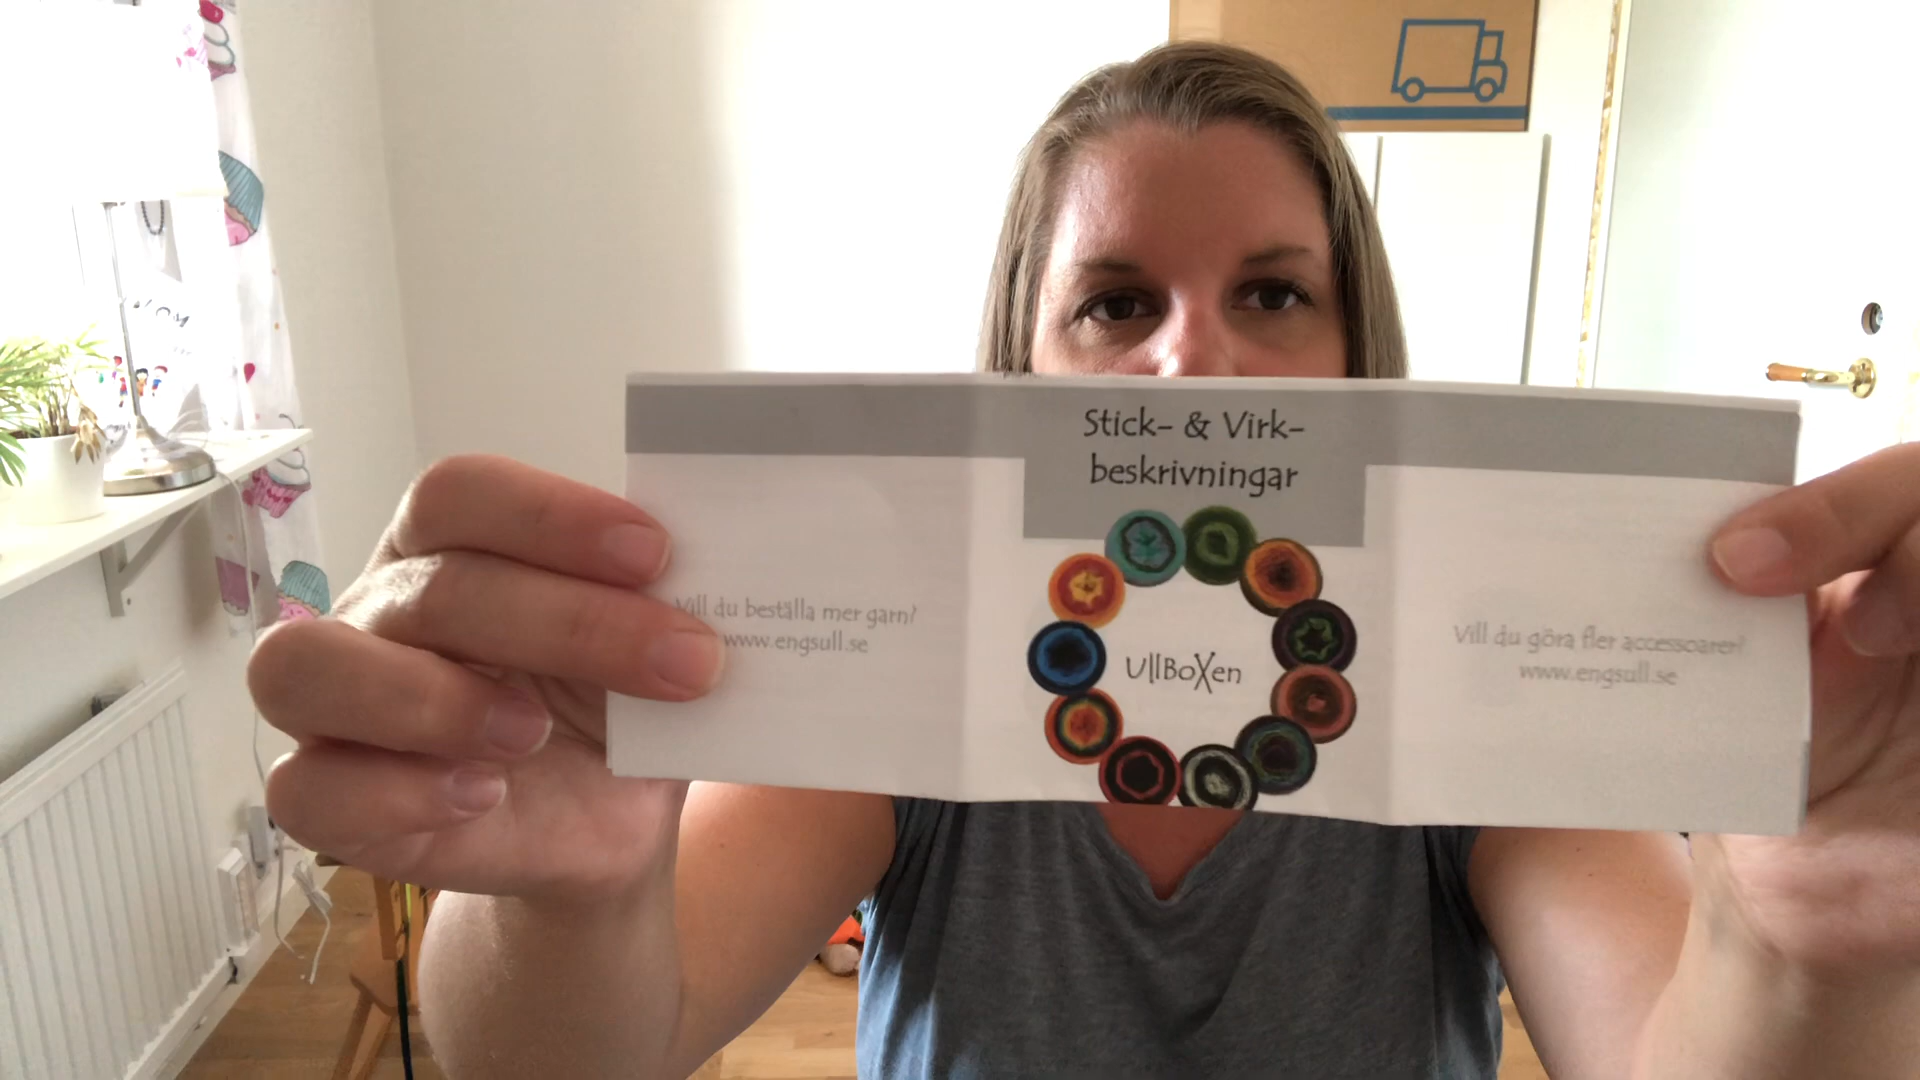 Stick- & Virk-
beskrivningar
Vill du beställa mer garn?
www.engsull.se
UllBoXen
Vill du göra fler accessoarer?
www.engsull.se